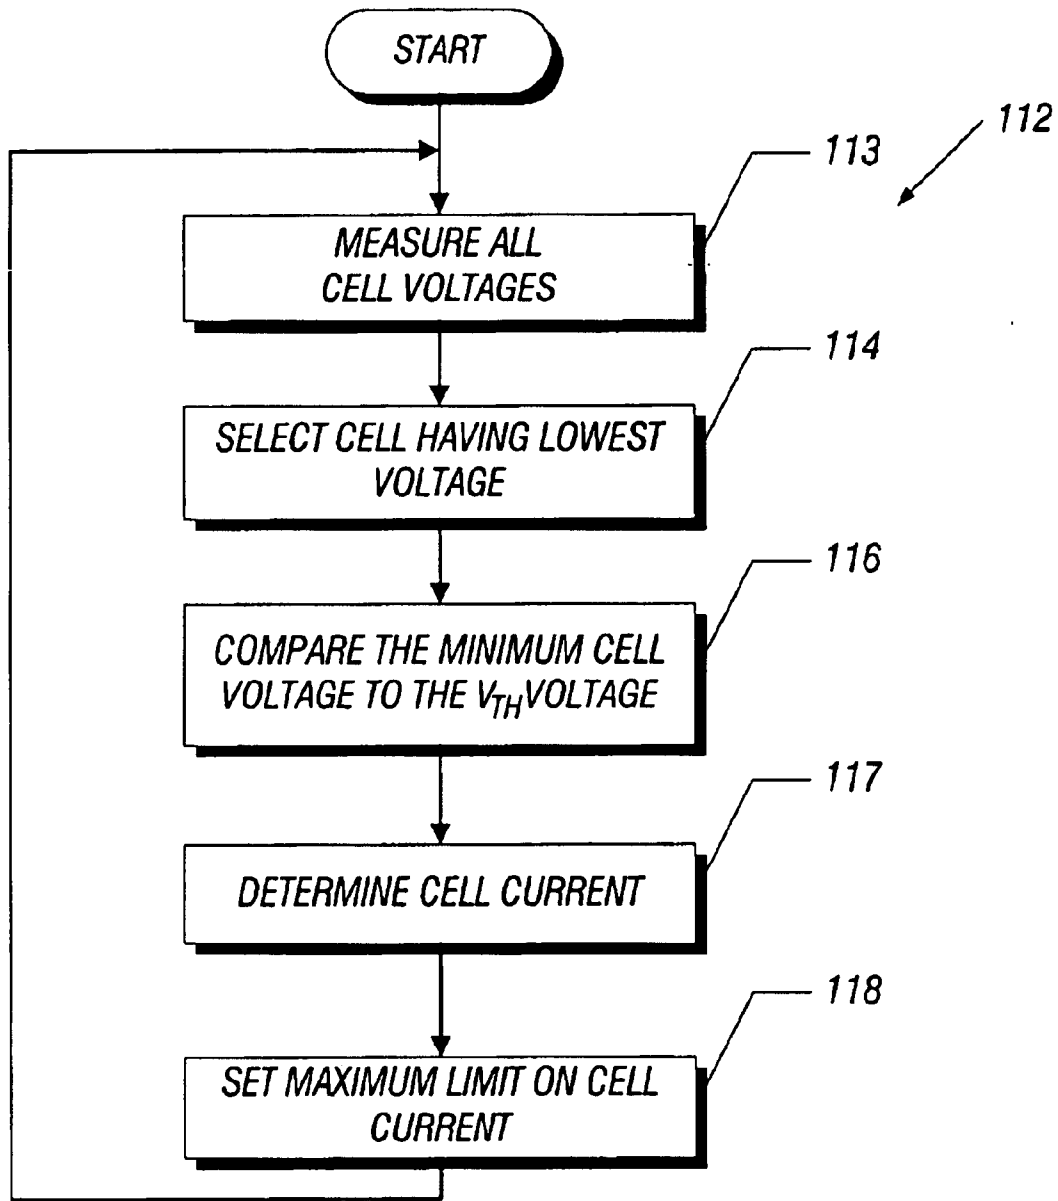 START
112
113
MEASURE ALL
CELL VOLTAGES
114
SELECT CELL HAVING LOWEST
VOLTAGE
116
COMPARE THE MINIMUM CELL
VOLTAGE TO THE VTH VOLTAGE
117
DETERMINE CELL CURRENT
118
SET MAXIMUM LIMIT ON CELL
CURRENT